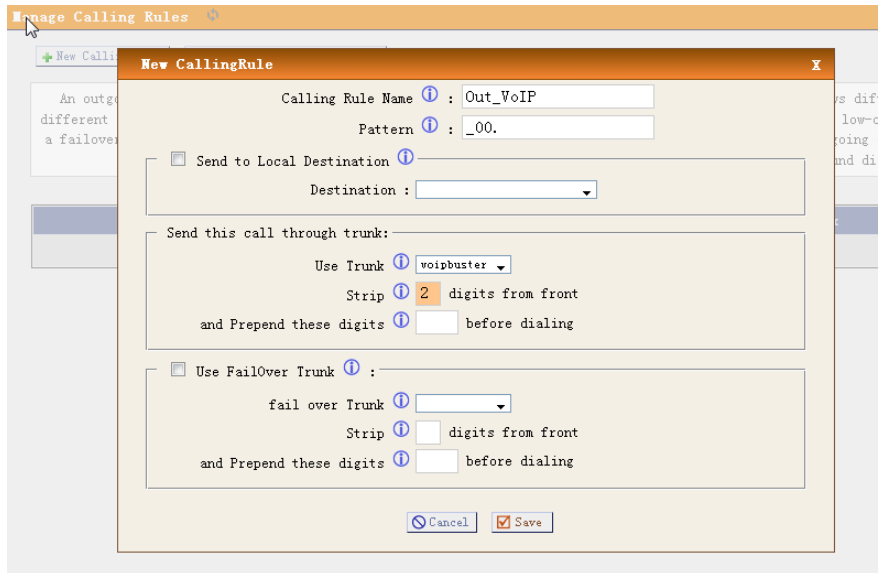 Manage Calling Rules
New Calli
New CallingRule X
An outgo
different
a failover
ys dif
low-c
going
und di
Calling Rule Name : Out_VoIP
Pattern : _00.
Send to Local Destination
Destination :
Send this call through trunk:
Use Trunk voipbuster
Strip 2 digits from front
and Prepend these digits before dialing
Use FailOver Trunk :
fail over Trunk
Strip digits from front
and Prepend these digits before dialing
Cancel Save